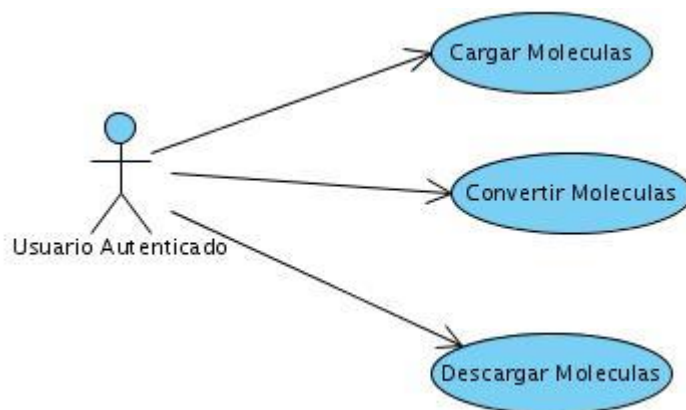 Cargar Moleculas
Convertir Moleculas
Usuario Autenticado
Descargar Moleculas